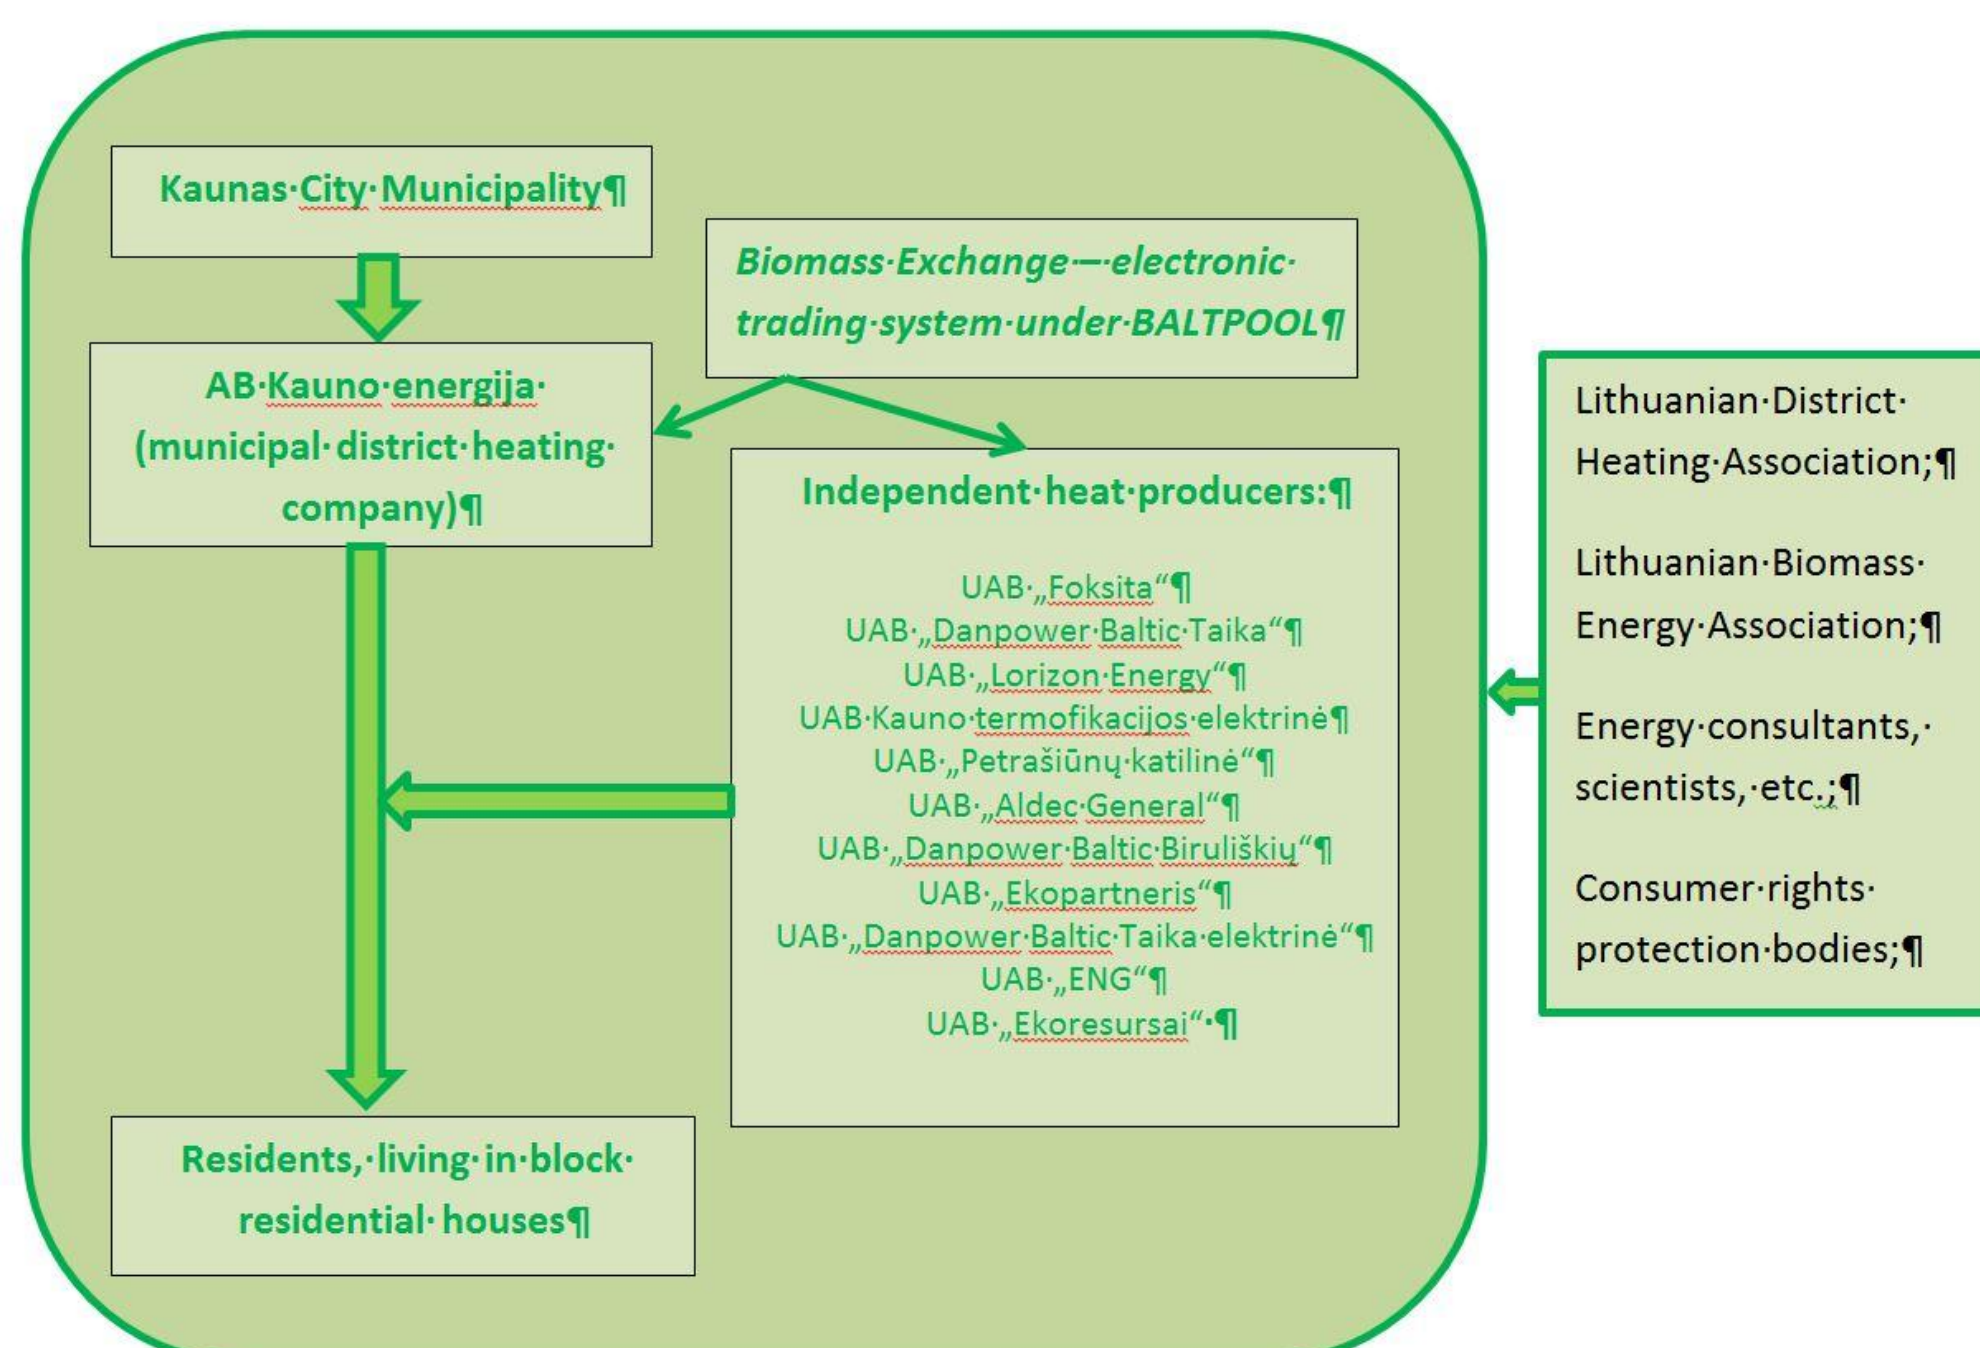 Kaunas·City·Municipality¶
Biomass·Exchange·–·electronic·
trading·system·under·BALTPOOL¶
AB·Kauno·energija·
(municipal·district·heating·
company)¶
Independent·heat·producers:¶
UAB·„Foksita“¶
UAB·„Danpower·Baltic·Taika“¶
UAB·„Lorizon·Energy“¶
UAB·Kauno·termofikacijos·elektrinė¶
UAB·„Petrašiūnų·katilinė“¶
UAB·„Aldec·General“¶
UAB·„Danpower·Baltic·Biruliškių“¶
UAB·„Ekopartneris“¶
UAB·„Danpower·Baltic·Taika·elektrinė“¶
UAB·„ENG“¶
UAB·„Ekoresursai“·¶
Residents,·living·in·block·
residential·houses¶
Lithuanian·District·
Heating·Association;¶
Lithuanian·Biomass·
Energy·Association;¶
Energy·consultants,·
scientists,·etc.;¶
Consumer·rights·
protection·bodies;¶